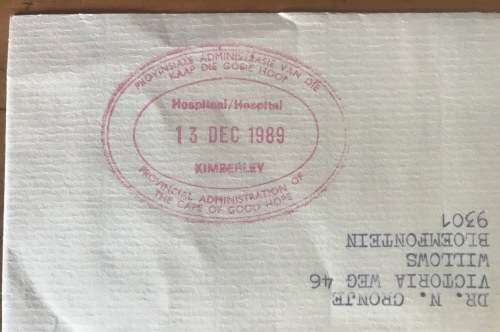 PROVINSIALE ADMINISTRASIE VAN DIE
KAAP DIE GOEIE HOOP
Hospitaal/Hospital
13 DEC 1989
KIMBERLEY
PROVINCIAL ADMINISTRATION OF
THE CAPE OF GOOD HOPE
DR. N. CRONJE
VICTORIA WEG 46
WILLOWS
BLOEMFONTEIN
9301